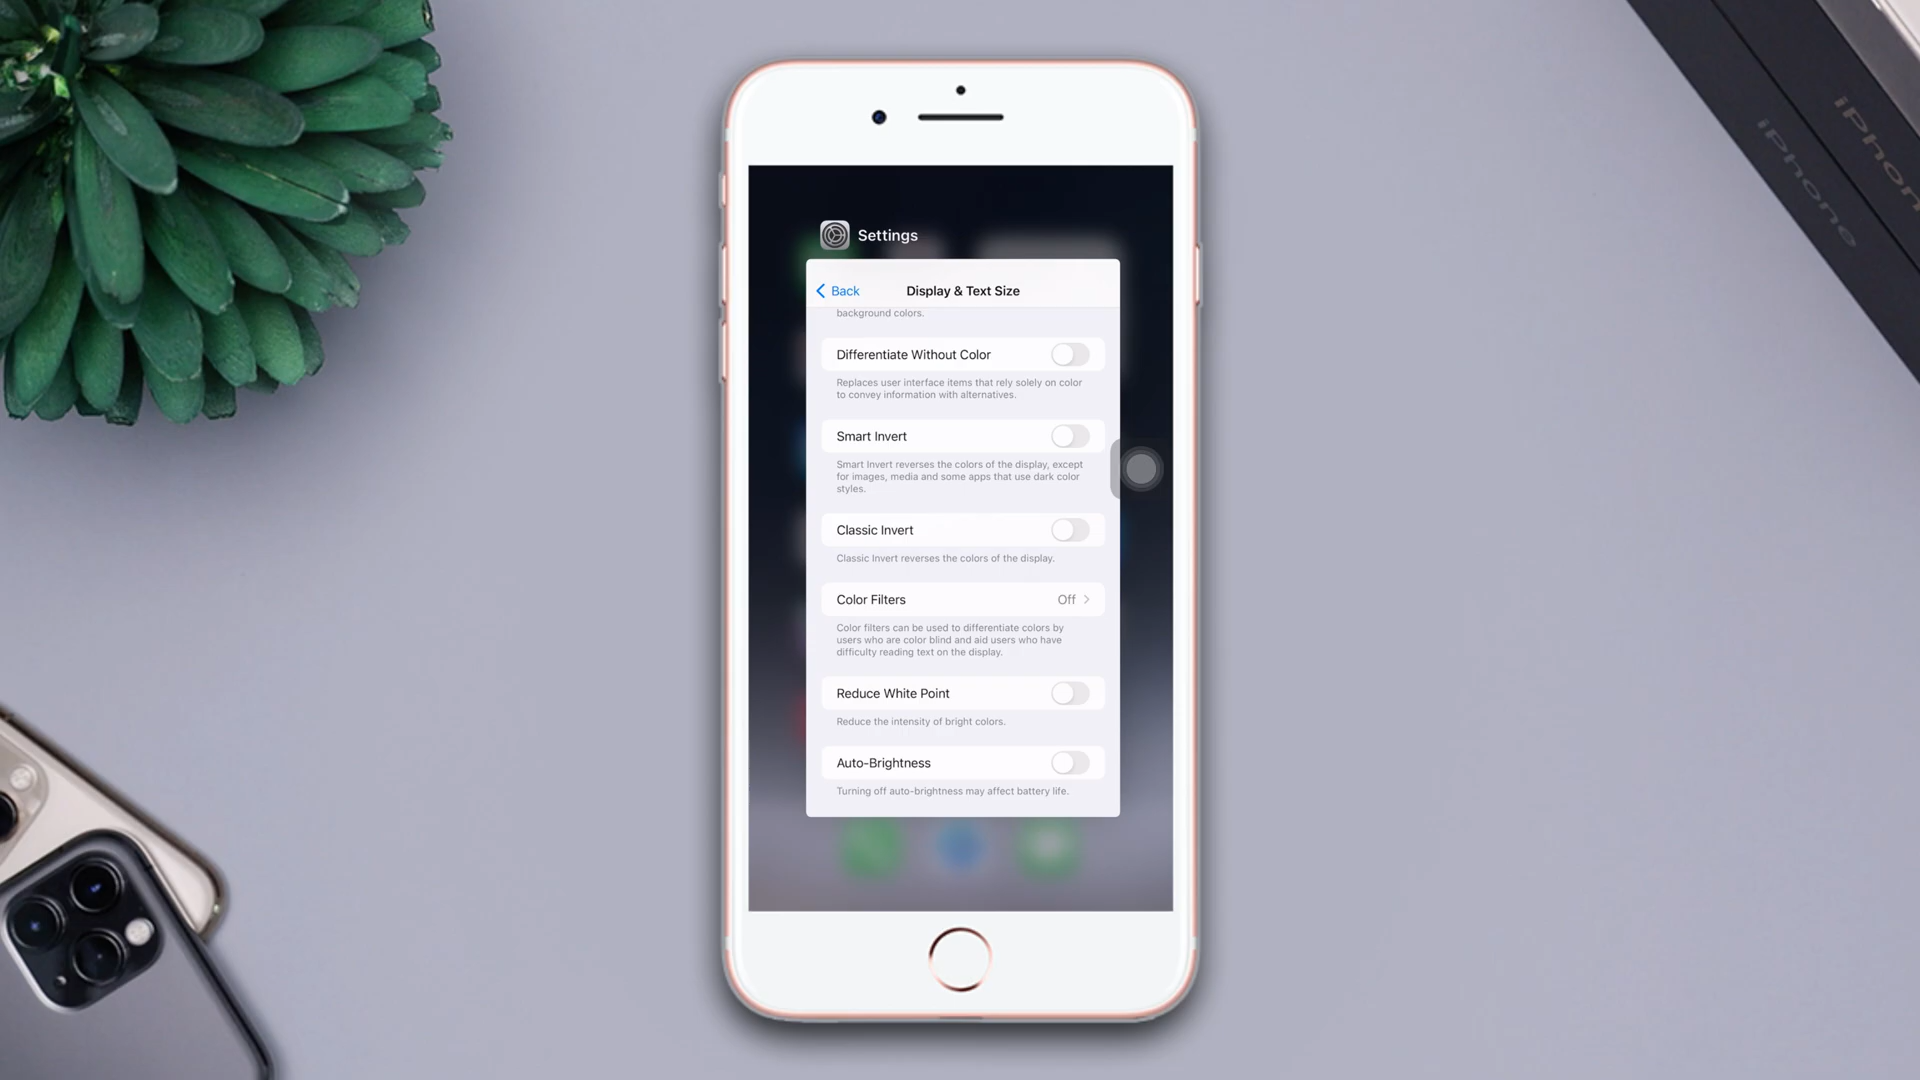 iPhone
iPhon
Settings
Back
Display & Text Size
background colors.
Differentiate Without Color
Replaces user interface items that rely solely on color
to convey information with alternatives.
Smart Invert
Smart Invert reverses the colors of the display, except
for images, media and some apps that use dark color
styles.
Classic Invert
Classic Invert reverses the colors of the display.
Color Filters
Off
Color filters can be used to differentiate colors by
users who are color blind and aid users who have
difficulty reading text on the display.
Reduce White Point
Reduce the intensity of bright colors.
Auto-Brightness
Turning off auto-brightness may affect battery life.